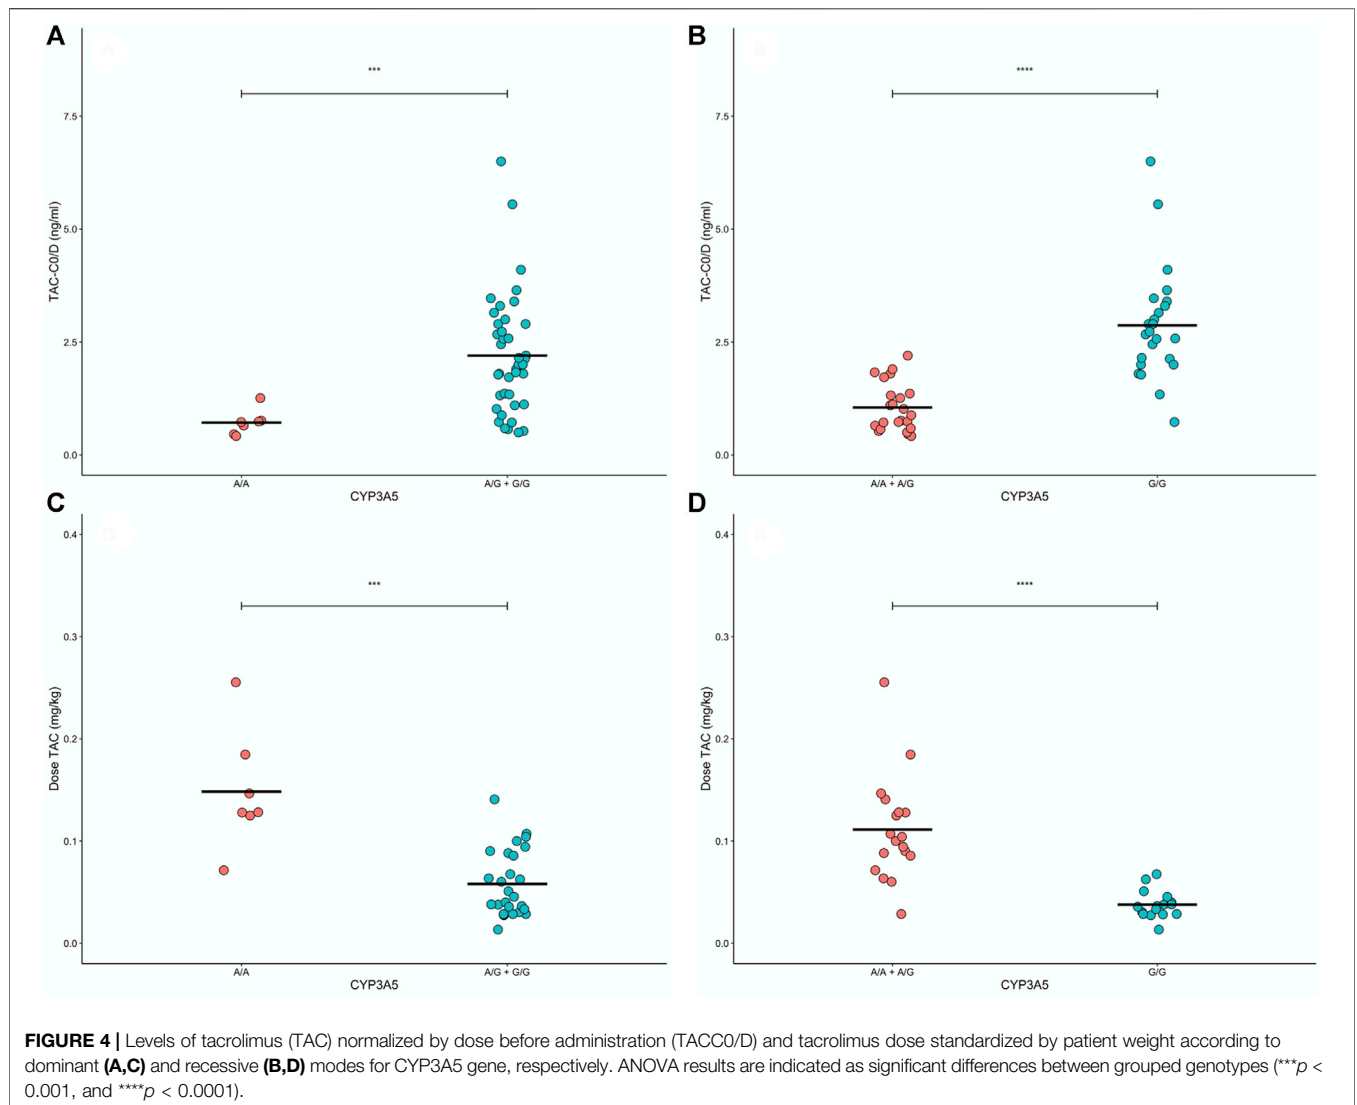 A
B
***
****
7.5
5.0
2.5
0.0
TAC-C0/D (ng/ml)
A/A
A/G + G/G
CYP3A5
7.5
5.0
2.5
0.0
TAC-C0/D (ng/ml)
A/A + A/G
G/G
CYP3A5
C
D
***
****
0.4
0.3
0.2
0.1
0.0
Dose TAC (mg/kg)
A/A
A/G + G/G
CYP3A5
0.4
0.3
0.2
0.1
0.0
Dose TAC (mg/kg)
A/A + A/G
G/G
CYP3A5
FIGURE 4 | Levels of tacrolimus (TAC) normalized by dose before administration (TACC0/D) and tacrolimus dose standardized by patient weight according to
dominant (A,C) and recessive (B,D) modes for CYP3A5 gene, respectively. ANOVA results are indicated as significant differences between grouped genotypes (***p <
0.001, and ****p < 0.0001).